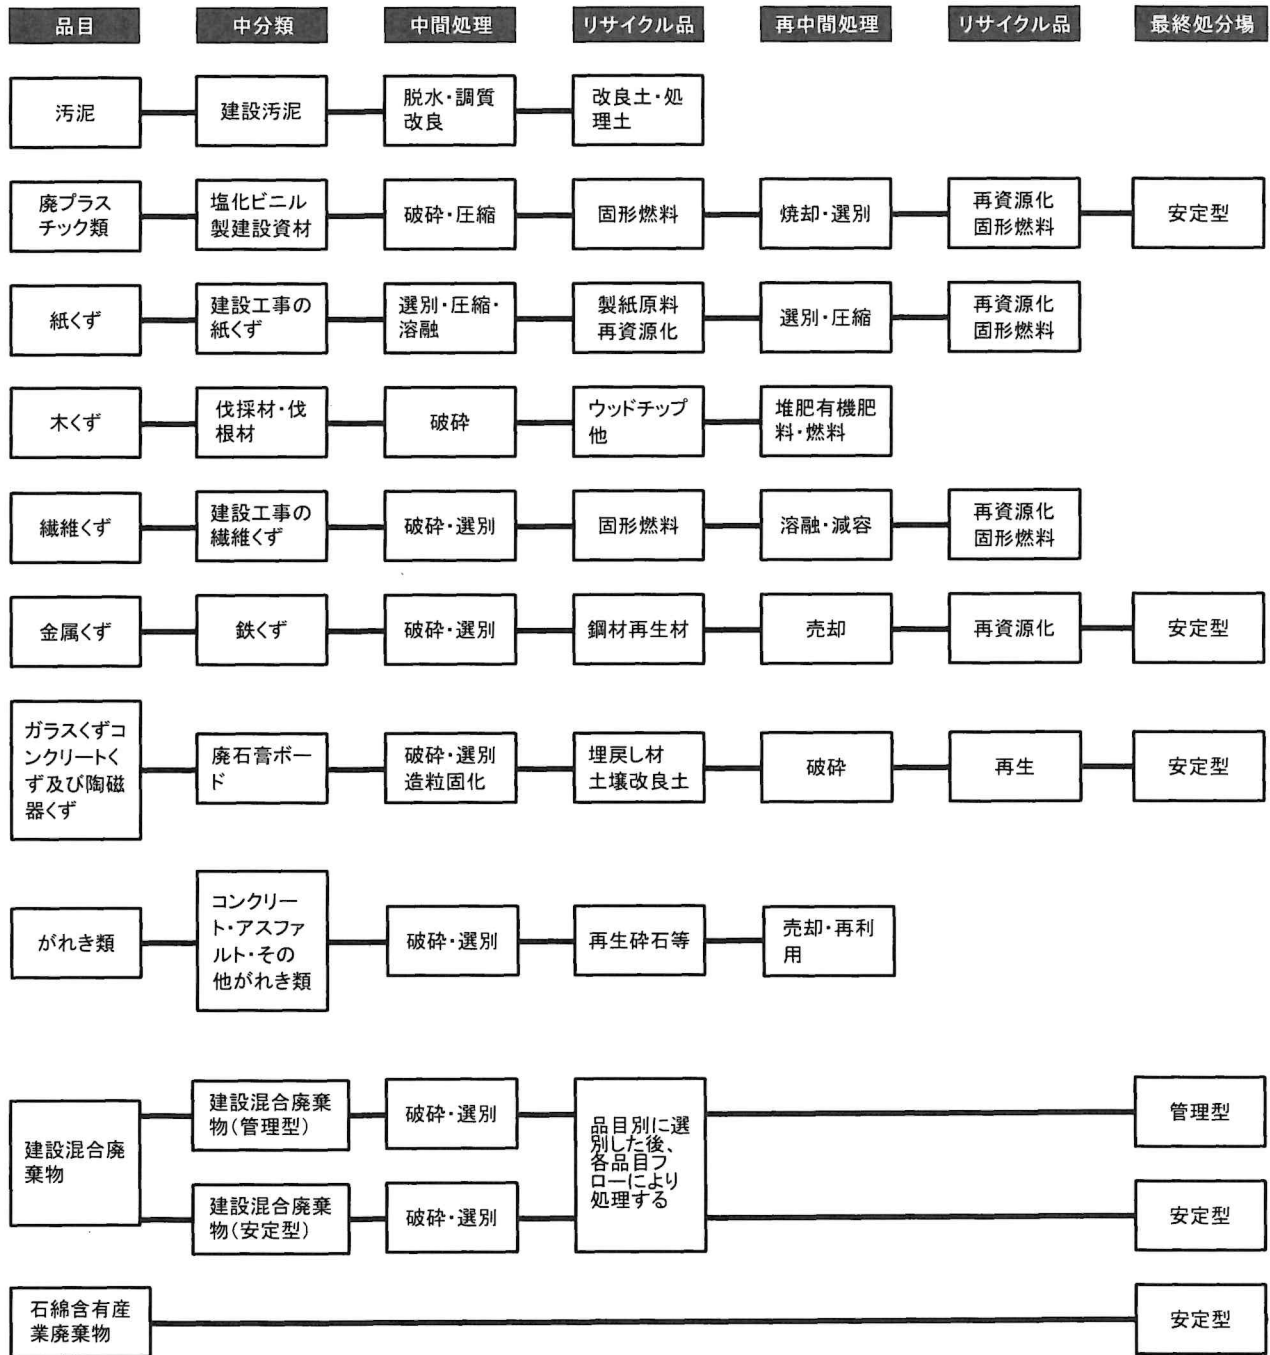 品目
中分類
中間処理
リサイクル品
再中間処理
リサイクル品
最終処分場
汚泥
建設汚泥
脱水・調質
改良
改良土・処
理土
廃プラス
チック類
塩化ビニル
製建設資材
破砕・圧縮
固形燃料
焼却・選別
再資源化
固形燃料
安定型
紙くず
建設工事の
紙くず
選別・圧縮・
溶融
製紙原料
再資源化
選別・圧縮
再資源化
固形燃料
木くず
伐採材・伐
根材
破砕
ウッドチップ
他
堆肥有機肥
料・燃料
繊維くず
建設工事の
繊維くず
破砕・選別
固形燃料
溶融・減容
再資源化
固形燃料
金属くず
鉄くず
破砕・選別
鋼材再生材
売却
再資源化
安定型
ガラスくずコ
ンクリートく
ず及び陶磁
器くず
廃石膏ボー
ド
破砕・選別
造粒固化
埋戻し材
土壌改良土
破砕
再生
安定型
がれき類
コンクリー
ト・アスファ
ルト・その
他がれき類
破砕・選別
再生砕石等
売却・再利
用
建設混合廃
棄物
建設混合廃棄
物(管理型)
破砕・選別
品目別に選
別した後、
各品目フ
ローにより
処理する
管理型
建設混合廃棄
物(安定型)
破砕・選別
安定型
石綿含有産
業廃棄物
安定型